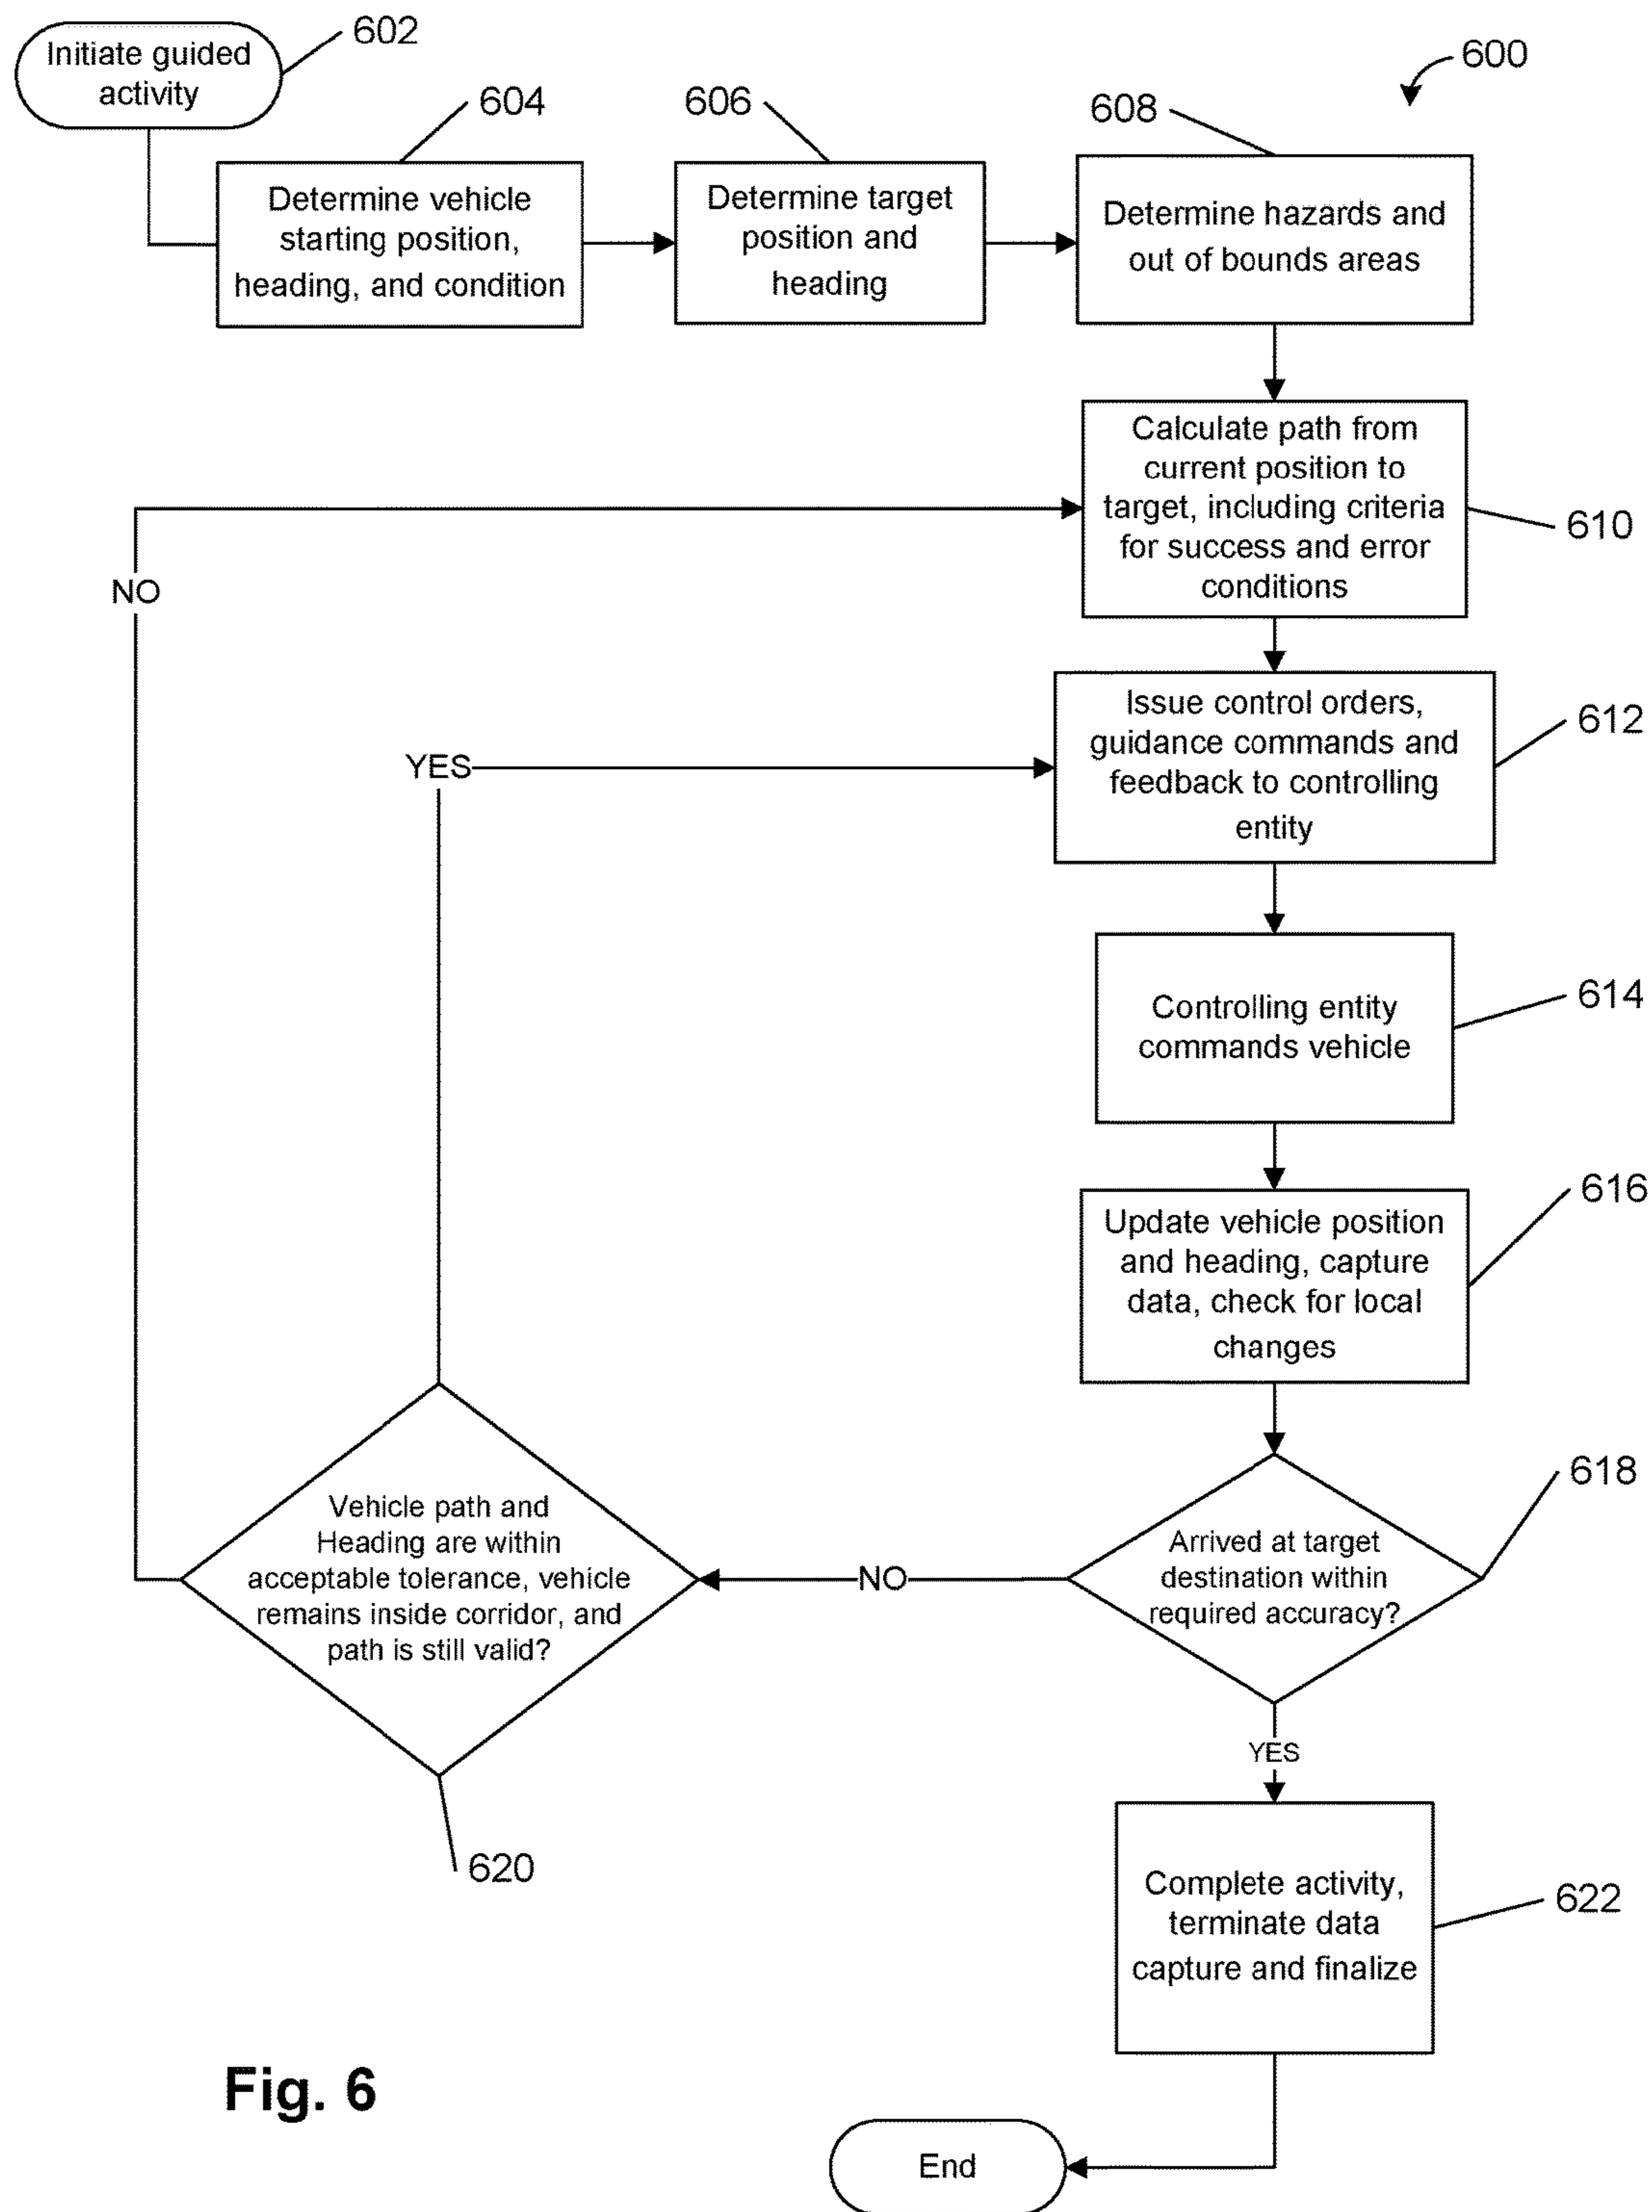 Initiate guided
activity
602
600
604
606
608
Determine vehicle
starting position,
heading, and condition
Determine target
position and
heading
Determine hazards and
out of bounds areas
Calculate path from
current position to
target, including criteria
for success and error
conditions
610
NO
Issue control orders,
guidance commands and
feedback to controlling
entity
612
YES
Controlling entity
commands vehicle
614
Update vehicle position
and heading, capture
data, check for local
changes
616
Arrived at target
destination within
required accuracy?
618
NO
Vehicle path and
Heading are within
acceptable tolerance, vehicle
remains inside corridor, and
path is still valid?
620
YES
Complete activity,
terminate data
capture and finalize
622
End
Fig. 6